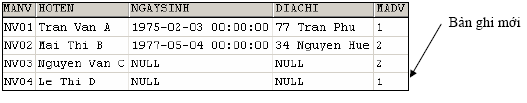 MANV HOTEN NGAYSINH DIACHI MADV
NV01 Tran Van A 1975-02-03 00:00:00 77 Tran Phu 1
NV02 Mai Thi B 1977-05-04 00:00:00 34 Nguyen Hue 2
NV03 Nguyen Van C NULL NULL 2
NV04 Le Thi D NULL NULL 1
Bản ghi mới